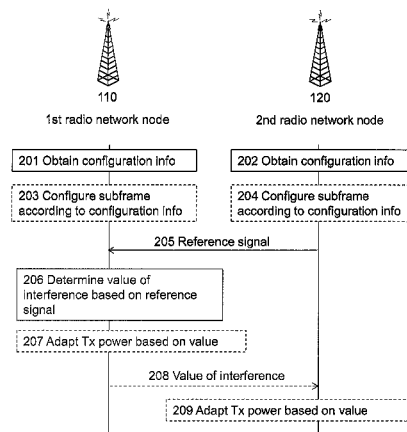 110
120
1st radio network node
2nd radio network node
201 Obtain configuration info
202 Obtain configuration info
203 Configure subframe
according to configuration info
204 Configure subframe
according to configuration info
205 Reference signal
206 Determine value of
interference based on reference
signal
207 Adapt Tx power based on value
208 Value of interference
209 Adapt Tx power based on value